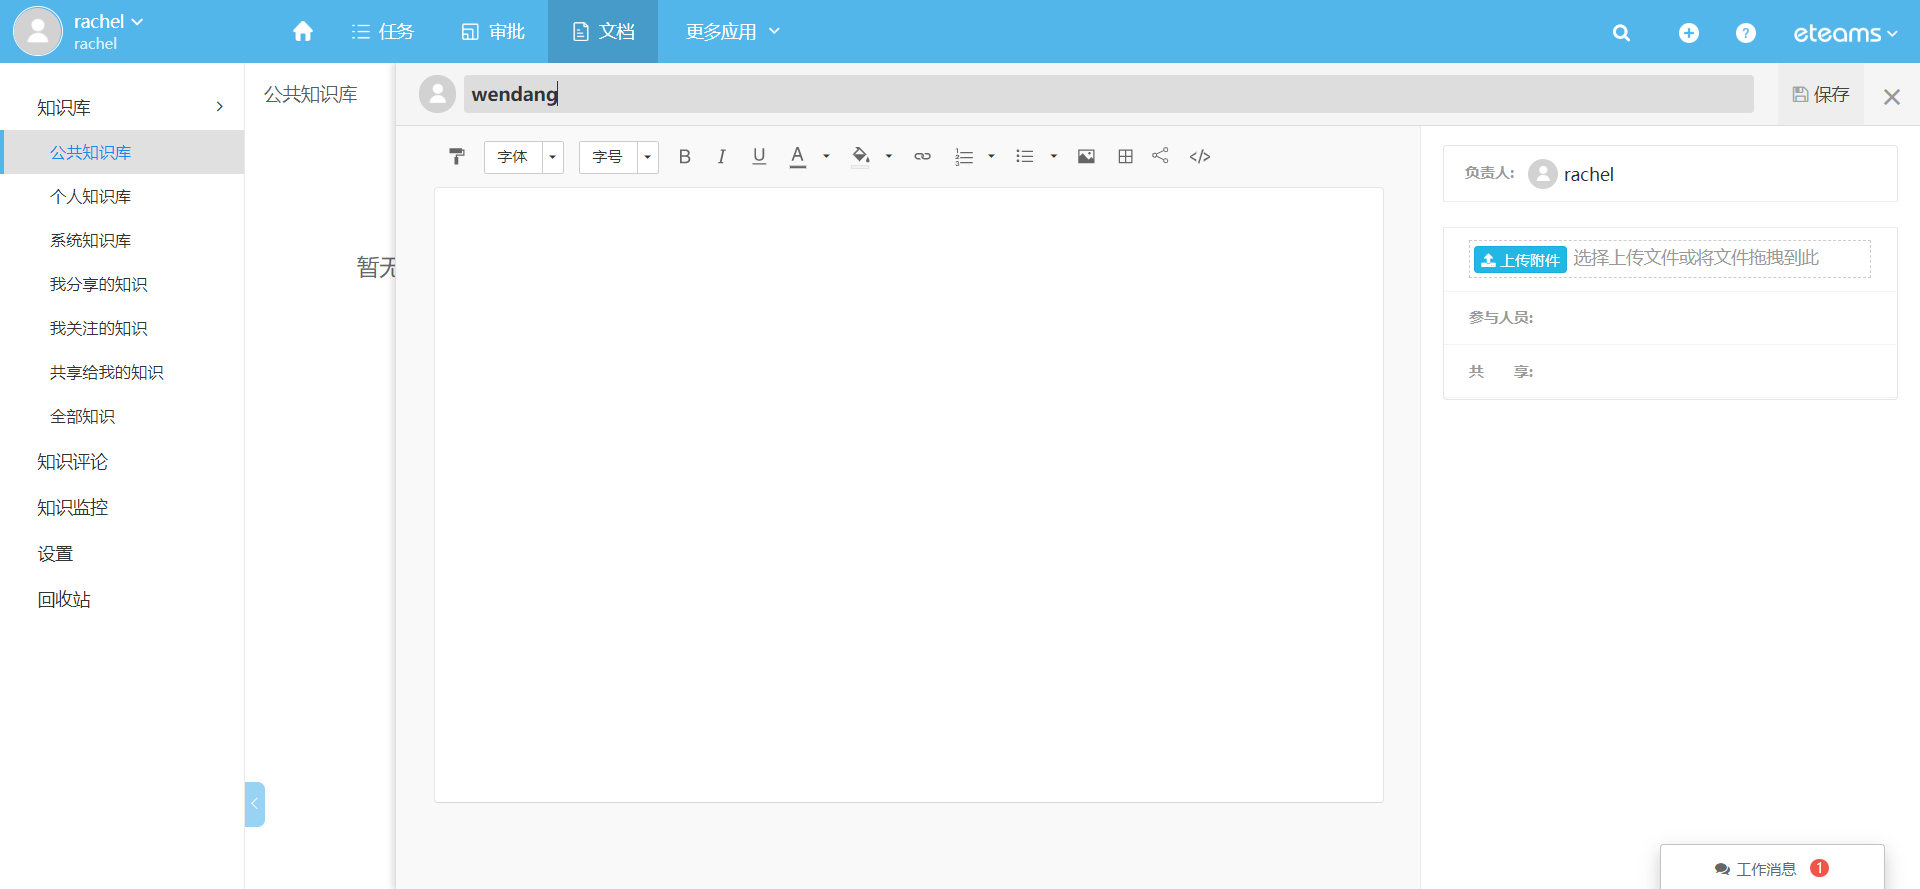 rachel
rachel
任务
审批
文档
更多应用
eteams
知识库
公共知识库
个人知识库
系统知识库
我分享的知识
我关注的知识
共享给我的知识
全部知识
知识评论
知识监控
设置
回收站
公共知识库
暂无
wendang
保存
字体
字号
B I U A
负责人: rachel
上传附件 选择上传文件或将文件拖拽到此
参与人员:
共 享:
工作消息 1